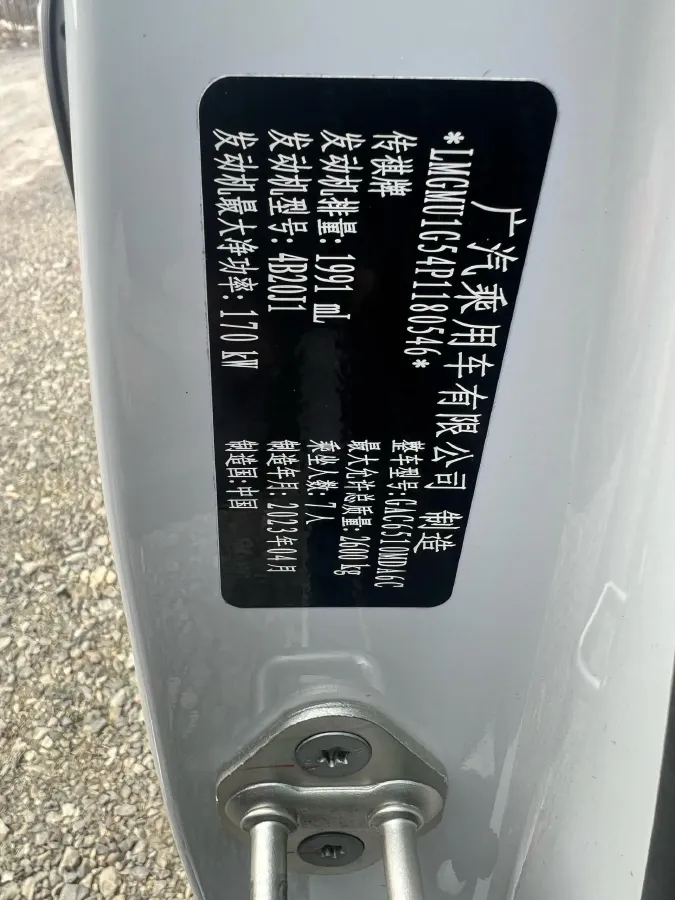 广汽乘用车有限公司 制造
*LMGMU1G54P1180546*
传祺牌 整车型号:GAC6510MDA6C
发动机排量:1991 mL 最大允许总质量:2600 kg
发动机型号:4B20J1 乘坐人数:7人
发动机最大净功率:170 kW 制造年月:2023年04月
制造国:中国